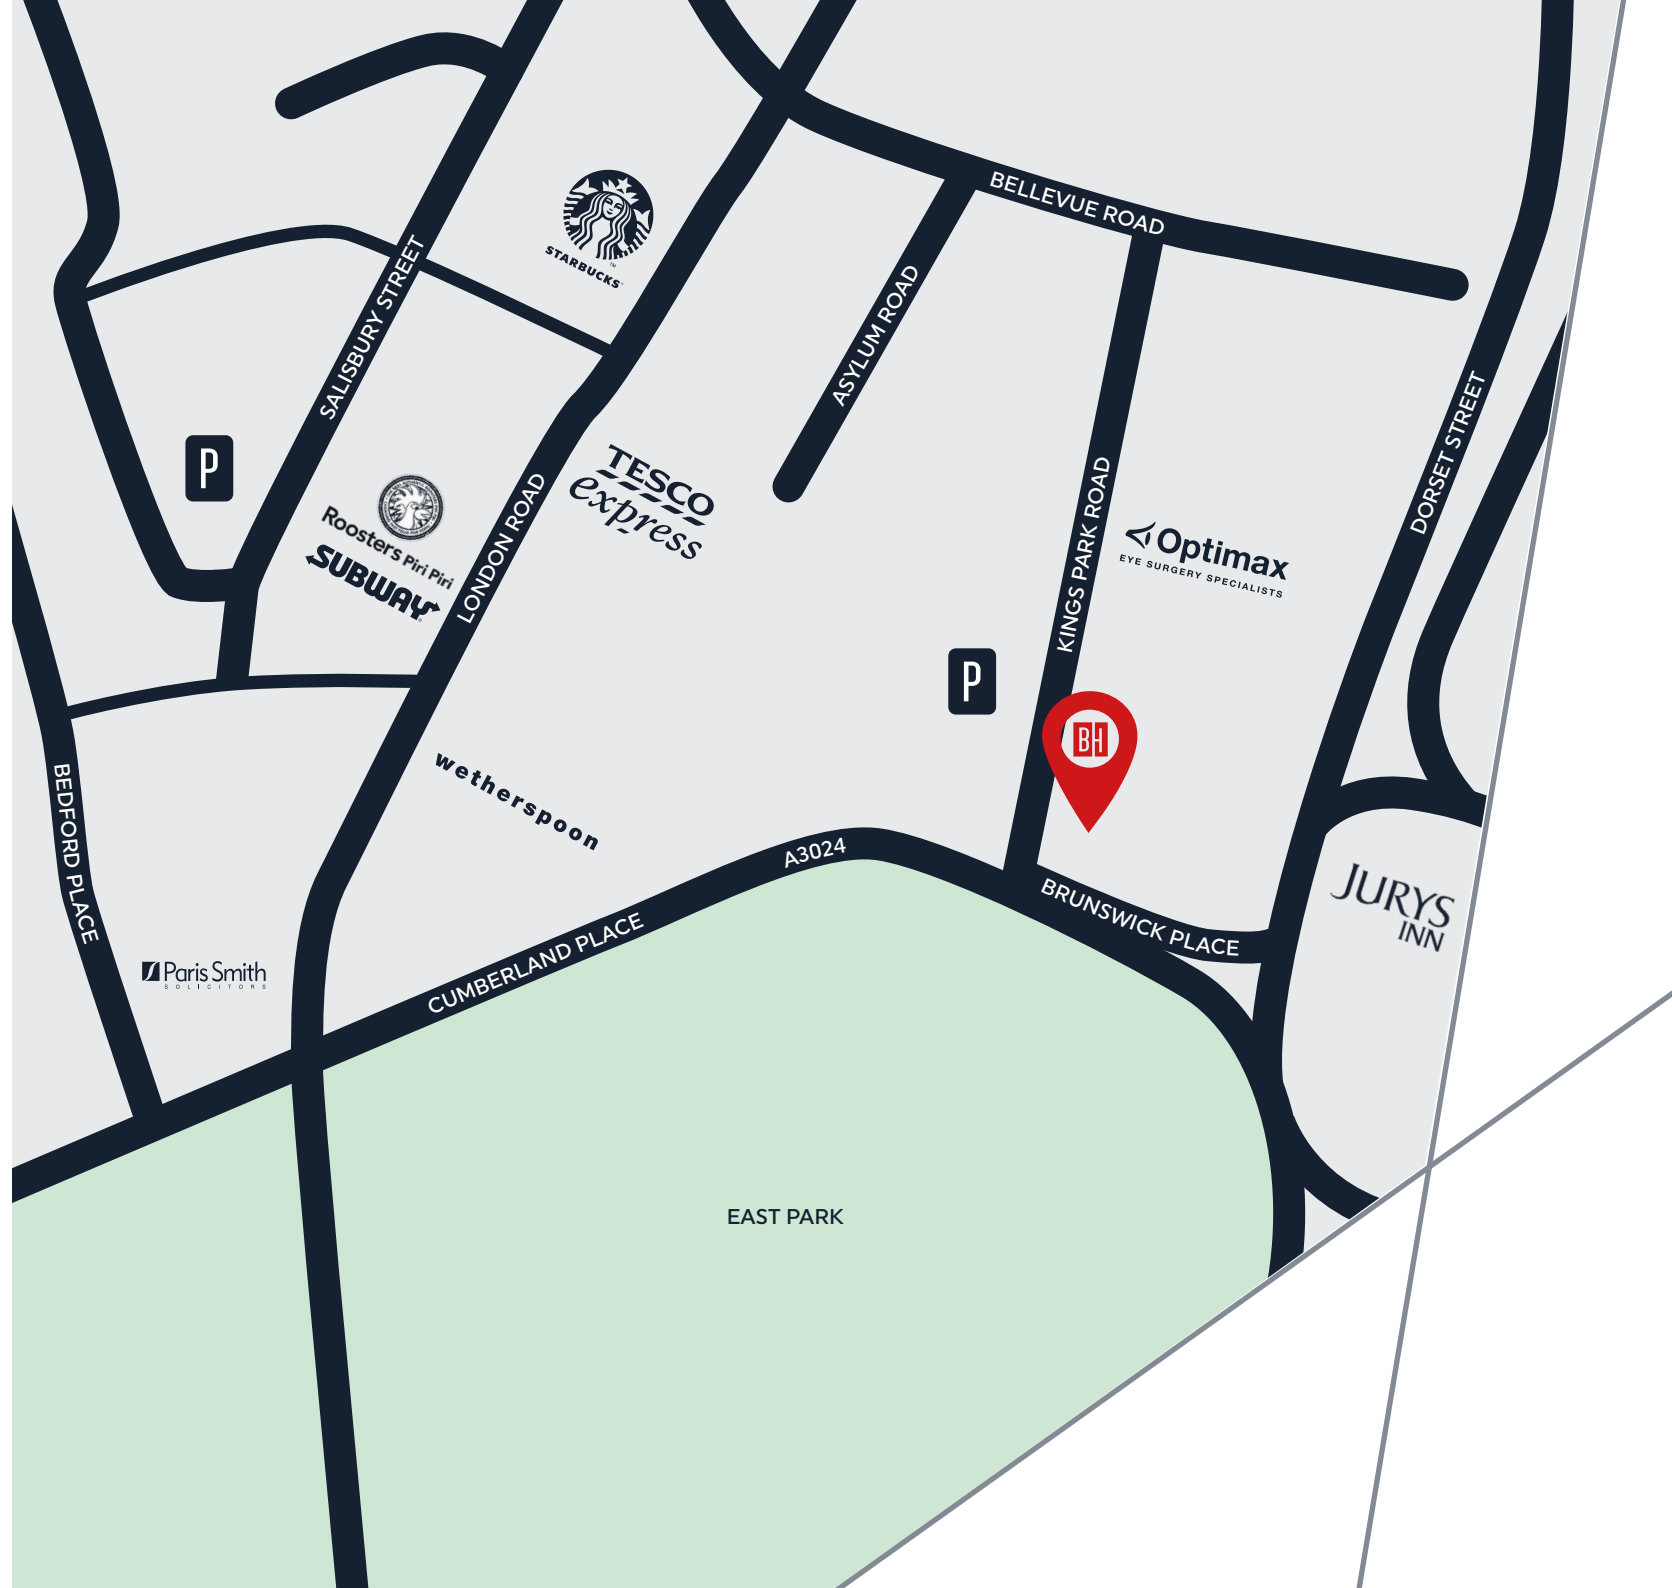 BELLEVUE ROAD
STARBUCKS
SALISBURY STREET
ASYLUM ROAD
DORSET STREET
P
TESCO
express
LONDON ROAD
Roosters Piri Piri
SUBWAY
KINGS PARK ROAD
Optimax
EYE SURGERY SPECIALISTS
P
BH
wetherspoon
BEDFORD PLACE
A3024
BRUNSWICK PLACE
JURYS
INN
CUMBERLAND PLACE
Paris Smith
SOLICITORS
EAST PARK